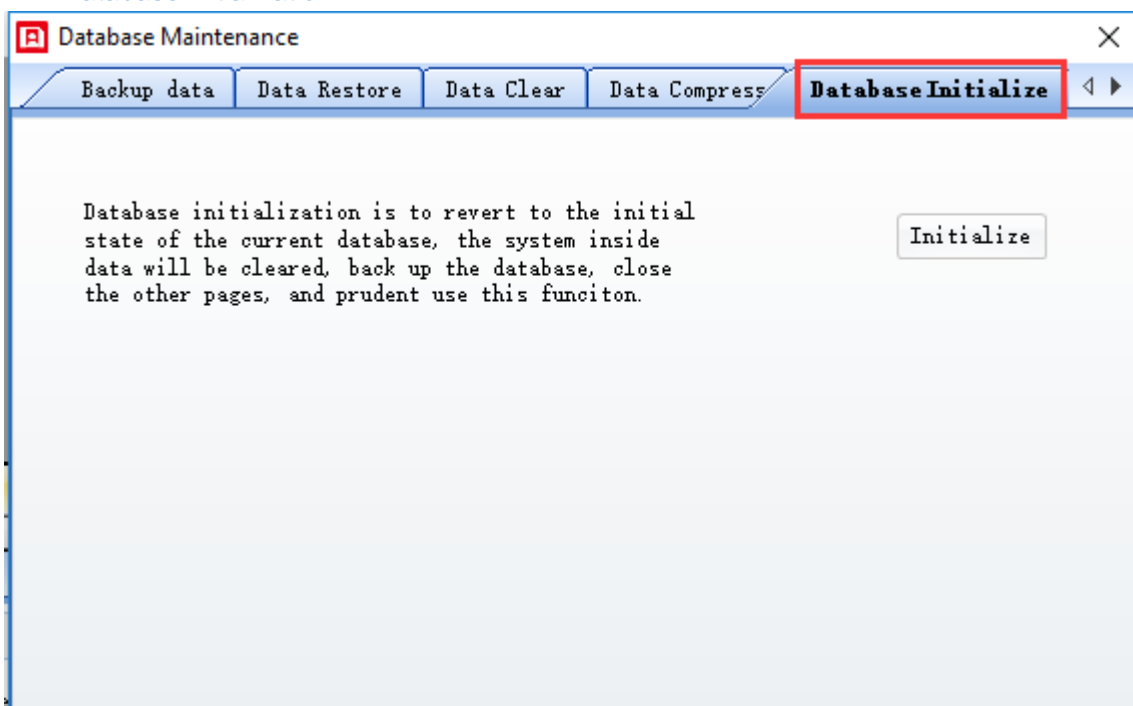 Database Maintenance
Backup data
Data Restore
Data Clear
Data Compress
Database Initialize
Database initialization is to revert to the initial
state of the current database, the system inside
data will be cleared, back up the database, close
the other pages, and prudent use this funciton.
Initialize